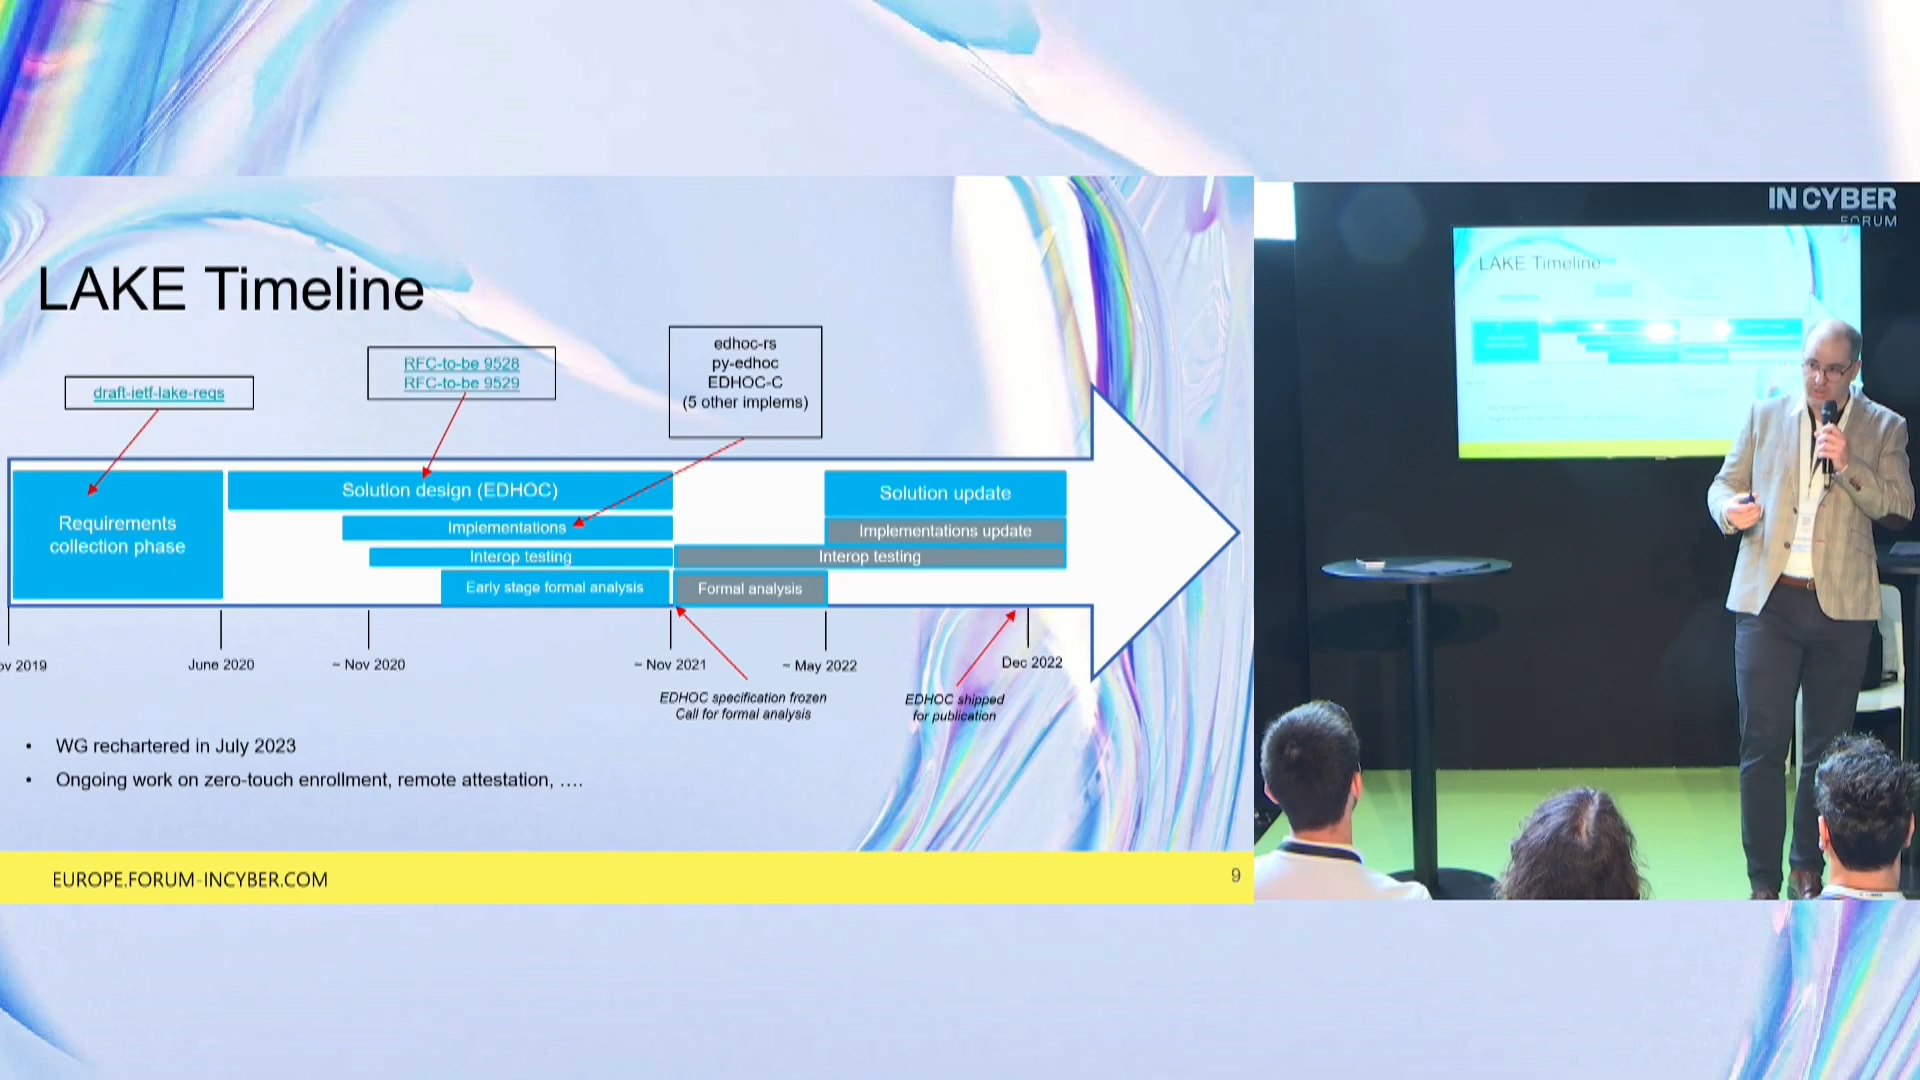 LAKE Timeline
draft-ietf-lake-reqs
RFC-to-be 9528
RFC-to-be 9529
edhoc-rs
py-edhoc
EDHOC-C
(5 other implems)
Requirements
collection phase
Solution design (EDHOC)
Implementations
Interop testing
Early stage formal analysis
Formal analysis
Solution update
Implementations update
Interop testing
ov 2019
June 2020
~ Nov 2020
~ Nov 2021
~ May 2022
Dec 2022
EDHOC specification frozen
Call for formal analysis
EDHOC shipped
for publication
• WG rechartered in July 2023
• Ongoing work on zero-touch enrollment, remote attestation, ….
EUROPE.FORUM-INCYBER.COM
9
IN CYBER
FORUM
LAKE Timeline